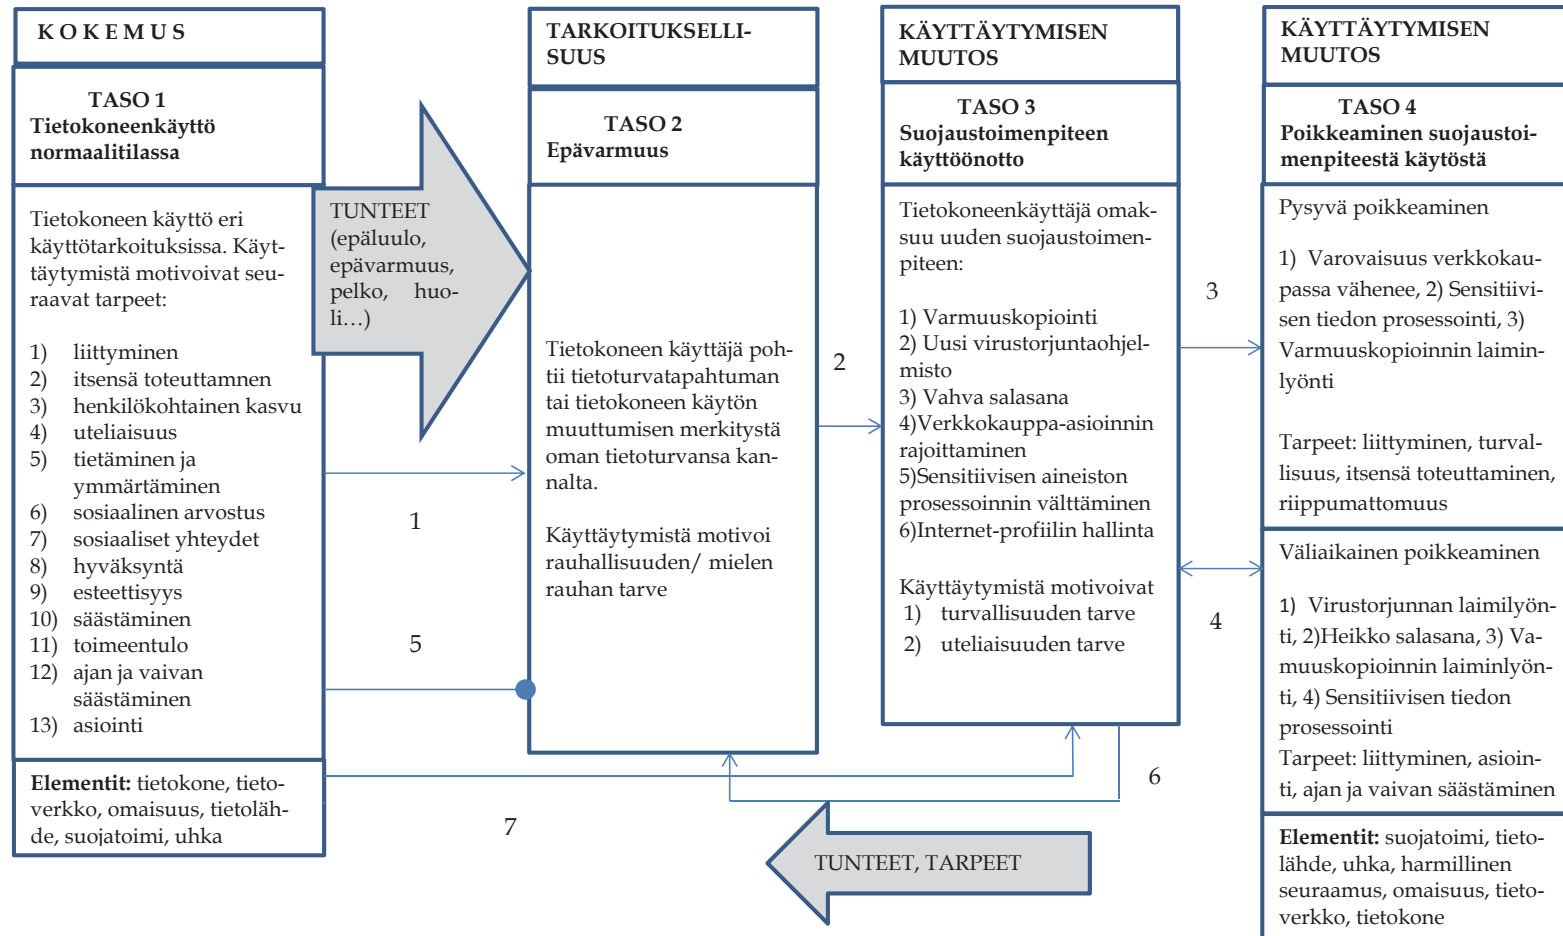 K O K E M U S
TASO 1
Tietokoneenkäyttö
normaalitilassa
Tietokoneen käyttö eri
käyttötarkoituksissa. Käyt-
täytymistä motivoivat seu-
raavat tarpeet:
1) liittyminen
2) itsensä toteuttamnen
3) henkilökohtainen kasvu
4) uteliaisuus
5) tietäminen ja
ymmärtäminen
6) sosiaalinen arvostus
7) sosiaaliset yhteydet
8) hyväksyntä
9) esteettisyys
10) säästäminen
11) toimeentulo
12) ajan ja vaivan
säästäminen
13) asiointi
Elementit: tietokone, tieto-
verkko, omaisuus, tietoläh-
de, suojatoimi, uhka
TUNTEET
(epäluulo,
epävarmuus,
pelko, huo-
li…)
1
5
7
TARKOITUKSELLI-
SUUS
TASO 2
Epävarmuus
Tietokoneen käyttäjä poh-
tii tietoturvatapahtuman
tai tietokoneen käytön
muuttumisen merkitystä
oman tietoturvansa kan-
nalta.
Käyttäytymistä motivoi
rauhallisuuden/ mielen
rauhan tarve
2
TUNTEET, TARPEET
KÄYTTÄYTYMISEN
MUUTOS
TASO 3
Suojaustoimenpiteen
käyttöönotto
Tietokoneenkäyttäjä omak-
suu uuden suojaustoimen-
piteen:
1) Varmuuskopiointi
2) Uusi virustorjuntaohjel-
misto
3) Vahva salasana
4)Verkkokauppa-asioinnin
rajoittaminen
5)Sensitiivisen aineiston
prosessoinnin välttäminen
6)Internet-profiilin hallinta
Käyttäytymistä motivoivat
1) turvallisuuden tarve
2) uteliaisuuden tarve
3
4
6
KÄYTTÄYTYMISEN
MUUTOS
TASO 4
Poikkeaminen suojaustoi-
menpiteestä käytöstä
Pysyvä poikkeaminen
1) Varovaisuus verkkokau-
passa vähenee, 2) Sensitiivi-
sen tiedon prosessointi, 3)
Varmuuskopioinnin laimin-
lyönti
Tarpeet: liittyminen, turval-
lisuus, itsensä toteuttaminen,
riippumattomuus
Väliaikainen poikkeaminen
1) Virustorjunnan laimilyön-
ti, 2)Heikko salasana, 3) Va-
muuskopioinnin laiminlyön-
ti, 4) Sensitiivisen tiedon
prosessointi
Tarpeet: liittyminen, asioin-
ti, ajan ja vaivan säästäminen
Elementit: suojatoimi, tieto-
lähde, uhka, harmillinen
seuraamus, omaisuus, tieto-
verkko, tietokone